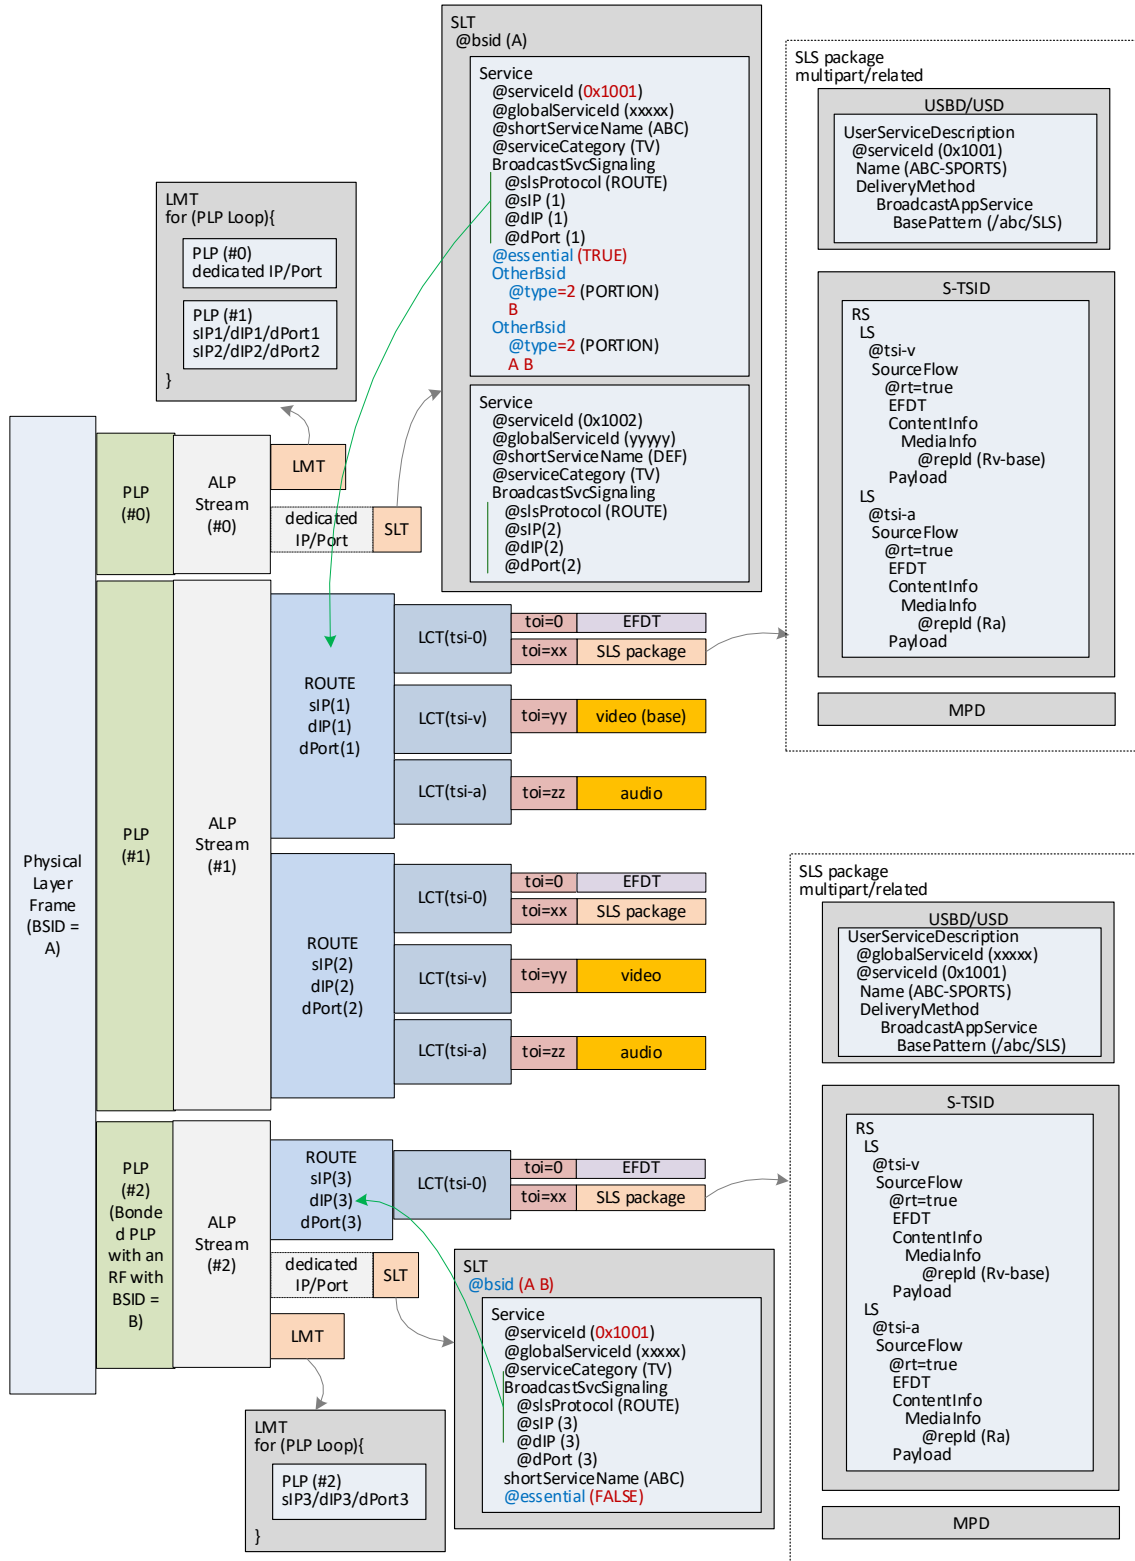 SLT
@bsid (A)
Service
@serviceId (0x1001)
@globalServiceId (xxxxx)
@shortServiceName (ABC)
@serviceCategory (TV)
BroadcastSvcSignaling
@slsProtocol (ROUTE)
@sIP (1)
@dIP (1)
@dPort (1)
@essential (TRUE)
OtherBsid
@type=2 (PORTION)
B
OtherBsid
@type=2 (PORTION)
A B
Service
@serviceId (0x1002)
@globalServiceId (yyyyy)
@shortServiceName (DEF)
@serviceCategory (TV)
BroadcastSvcSignaling
@slsProtocol (ROUTE)
@sIP(2)
@dIP(2)
@dPort(2)
SLS package
multipart/related
USBD/USD
UserServiceDescription
@serviceId (0x1001)
Name (ABC-SPORTS)
DeliveryMethod
BroadcastAppService
BasePattern (/abc/SLS)
S-TSID
RS
LS
@tsi-v
SourceFlow
@rt=true
EFDT
ContentInfo
MediaInfo
@repId (Rv-base)
Payload
LS
@tsi-a
SourceFlow
@rt=true
EFDT
ContentInfo
MediaInfo
@repId (Ra)
Payload
MPD
LMT
for (PLP Loop){
PLP (#0)
dedicated IP/Port
PLP (#1)
sIP1/dIP1/dPort1
sIP2/dIP2/dPort2
}
Physical
Layer
Frame
(BSID =
A)
PLP
(#0)
ALP
Stream
(#0)
LMT
dedicated
IP/Port
SLT
PLP
(#1)
ALP
Stream
(#1)
ROUTE
sIP(1)
dIP(1)
dPort(1)
LCT(tsi-0)
toi=0
EFDT
toi=xx
SLS package
LCT(tsi-v)
toi=yy
video (base)
LCT(tsi-a)
toi=zz
audio
ROUTE
sIP(2)
dIP(2)
dPort(2)
LCT(tsi-0)
toi=0
EFDT
toi=xx
SLS package
LCT(tsi-v)
toi=yy
video
LCT(tsi-a)
toi=zz
audio
PLP
(#2)
(Bonde
d PLP
with an
RF with
BSID =
B)
ALP
Stream
(#2)
ROUTE
sIP(3)
dIP(3)
dPort(3)
LCT(tsi-0)
toi=0
EFDT
toi=xx
SLS package
dedicated
IP/Port
SLT
LMT
LMT
for (PLP Loop){
PLP (#2)
sIP3/dIP3/dPort3
}
SLT
@bsid (A B)
Service
@serviceId (0x1001)
@globalServiceId (xxxxx)
@serviceCategory (TV)
BroadcastSvcSignaling
@slsProtocol (ROUTE)
@sIP (3)
@dIP (3)
@dPort (3)
shortServiceName (ABC)
@essential (FALSE)
SLS package
multipart/related
USBD/USD
UserServiceDescription
@globalServiceId (xxxxx)
@serviceId (0x1001)
Name (ABC-SPORTS)
DeliveryMethod
BroadcastAppService
BasePattern (/abc/SLS)
S-TSID
RS
LS
@tsi-v
SourceFlow
@rt=true
EFDT
ContentInfo
MediaInfo
@repId (Rv-base)
Payload
LS
@tsi-a
SourceFlow
@rt=true
EFDT
ContentInfo
MediaInfo
@repId (Ra)
Payload
MPD